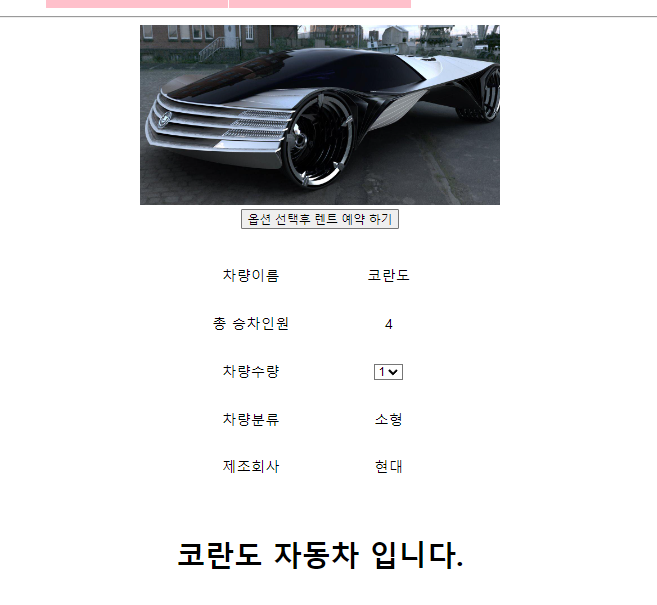 옵션 선택후 렌트 예약 하기
차량이름 코란도
총 승차인원 4
차량수량 1
차량분류 소형
제조회사 현대
코란도 자동차 입니다.